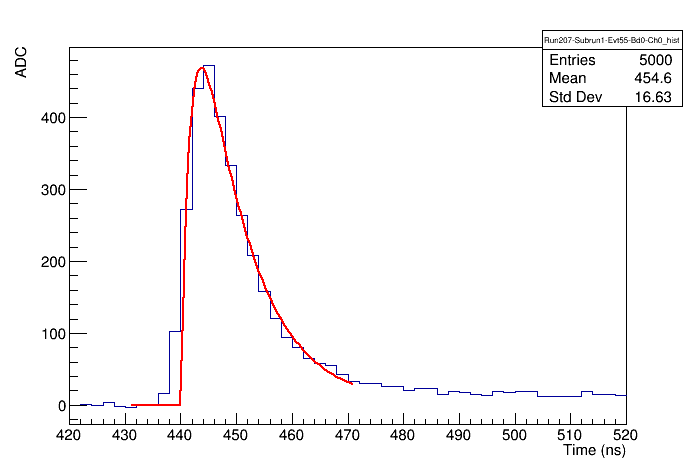 Run207-Subrun1-Evt55-Bd0-Ch0_hist
Entries 5000
Mean 454.6
Std Dev 16.63
ADC
400
300
200
100
0
420 430 440 450 460 470 480 490 500 510 520
Time (ns)